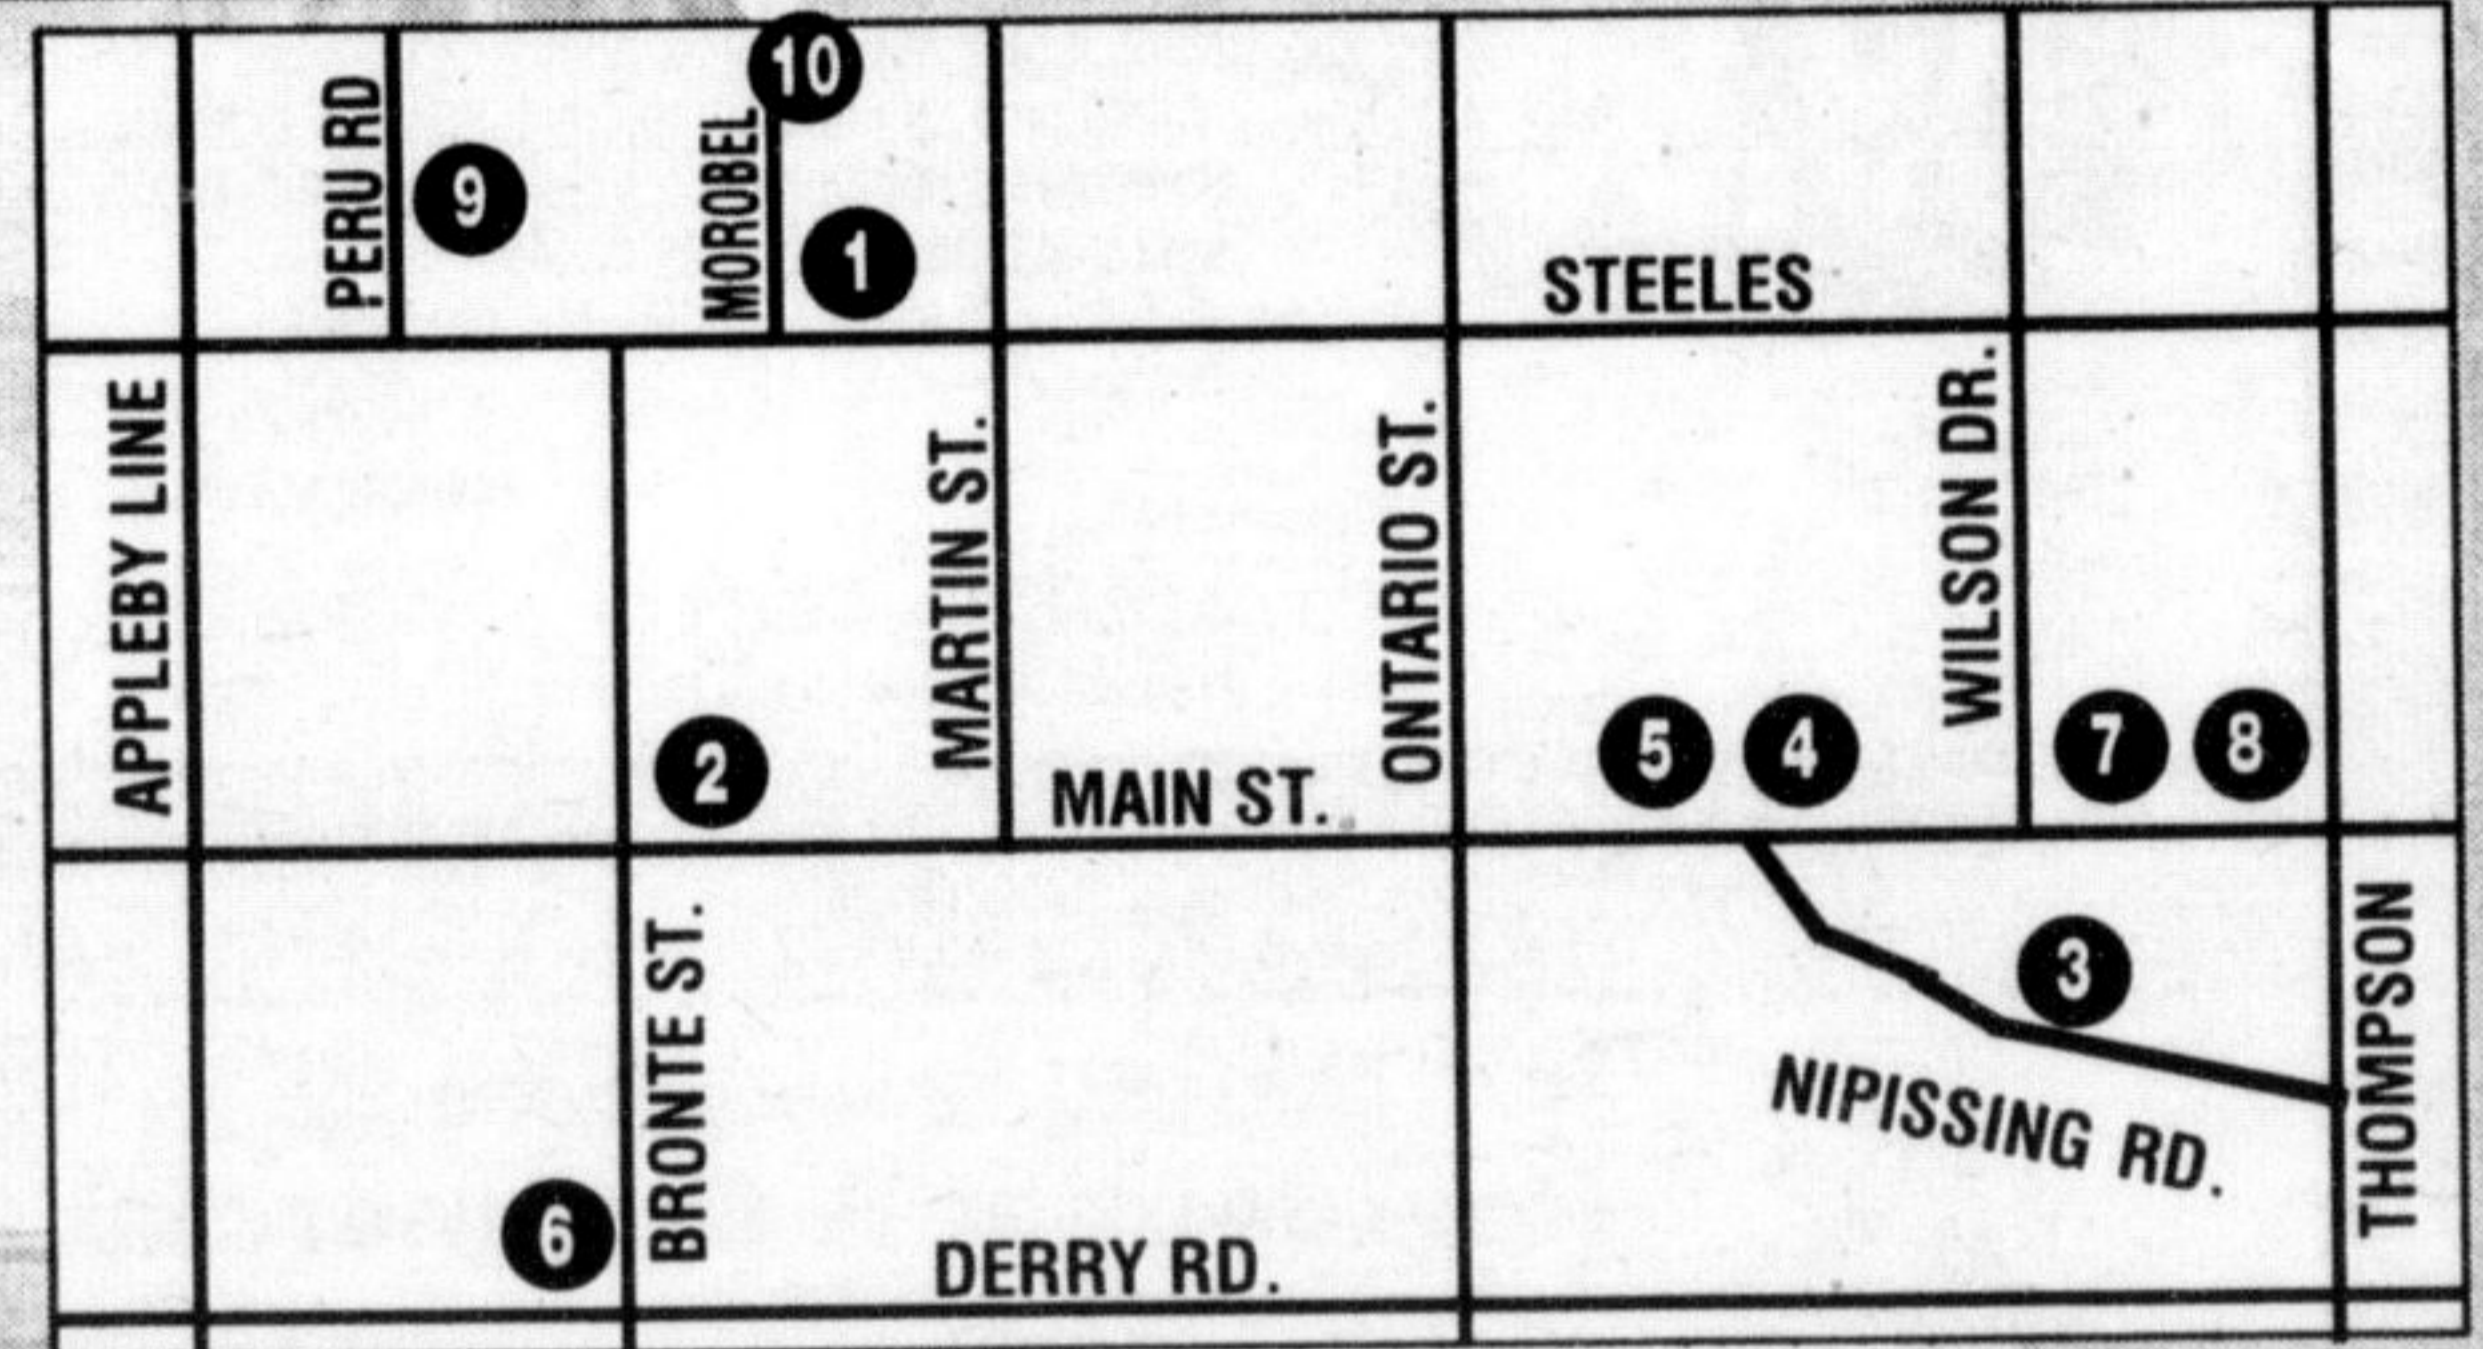 10
PERU RD
9
MOROBEL
1
STEELES
APPLEBY LINE
MARTIN ST.
ONTARIO ST.
WILSON DR.
2
MAIN ST.
5
4
7
8
BRONTE ST.
3
THOMPSON
NIPISSING RD.
6
DERRY RD.